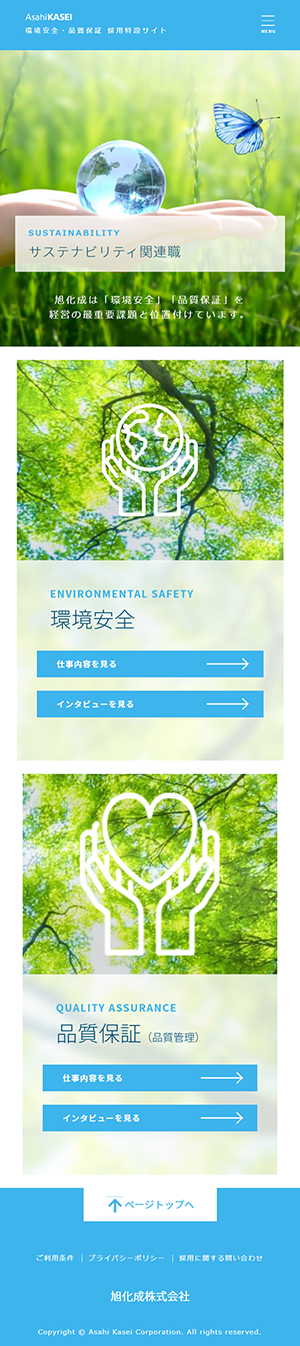 AsahiKASEI
環境安全・品質保証 採用特設サイト
MENU
SUSTAINABILITY
サステナビリティ関連職
旭化成は「環境安全」「品質保証」を
経営の最重要課題と位置付けています。
ENVIRONMENTAL SAFETY
環境安全
仕事内容を見る
インタビューを見る
QUALITY ASSURANCE
品質保証（品質管理）
仕事内容を見る
インタビューを見る
ページトップへ
ご利用条件 | プライバシーポリシー | 採用に関する問い合わせ
旭化成株式会社
Copyright © Asahi Kasei Corporation. All rights reserved.